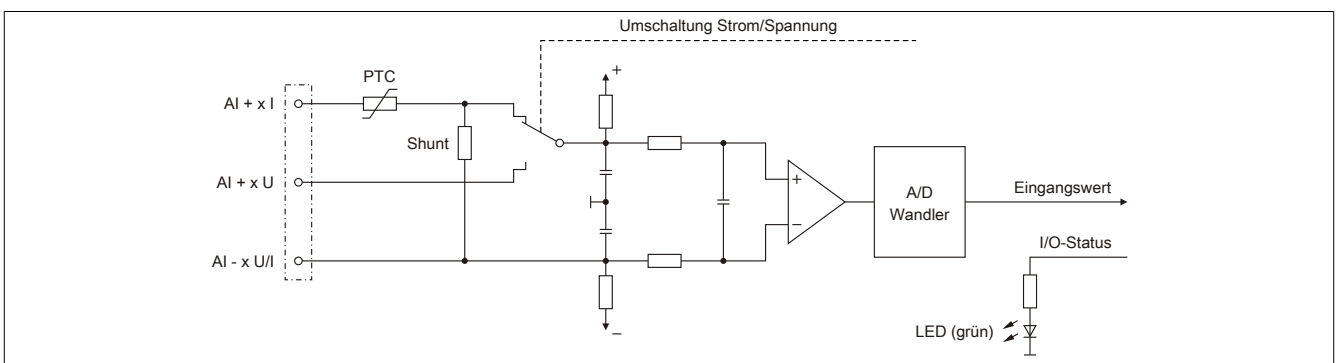 Umschaltung Strom/Spannung
+
PTC
AI + x I
Shunt
AI + x U
+
A/D
Wandler
Eingangswert
−
I/O-Status
AI - x U/I
LED (grün)
−